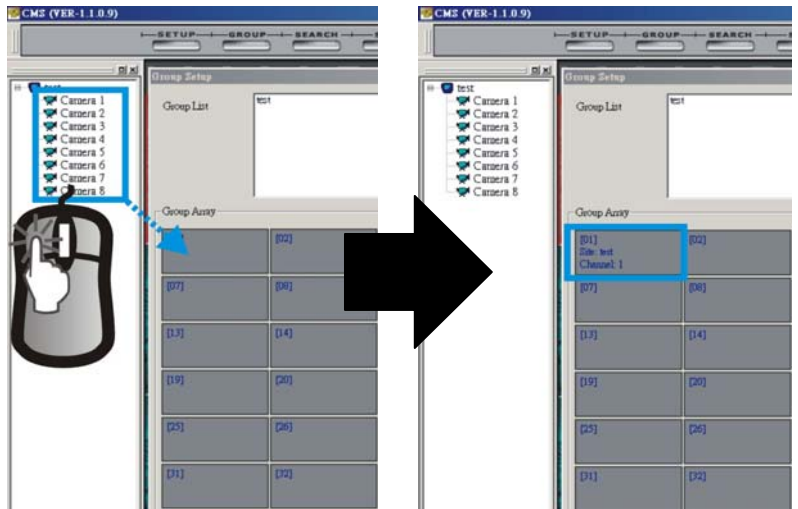 CMS (VER-1.1.0.9)
SETUP GROUP SEARCH
Group Setup
test
Camera 1
Camera 2
Camera 3
Camera 4
Camera 5
Camera 6
Camera 7
Camera 8
Group List
test
Group Array
[02]
[07] [08]
[13] [14]
[19] [20]
[25] [26]
[31] [32]
CMS (VER-1.1.0.9)
SETUP GROUP SEARCH
Group Setup
test
Camera 1
Camera 2
Camera 3
Camera 4
Camera 5
Camera 6
Camera 7
Camera 8
Group List
test
Group Array
[01] [02]
Site: test
Channel: 1
[07] [08]
[13] [14]
[19] [20]
[25] [26]
[31] [32]